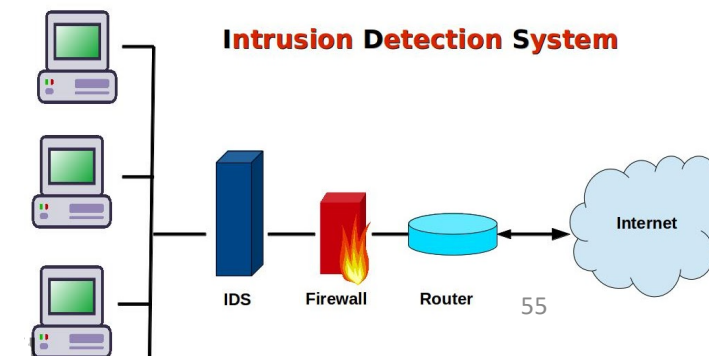 Intrusion Detection System
Internet
IDS
Firewall
Router
55